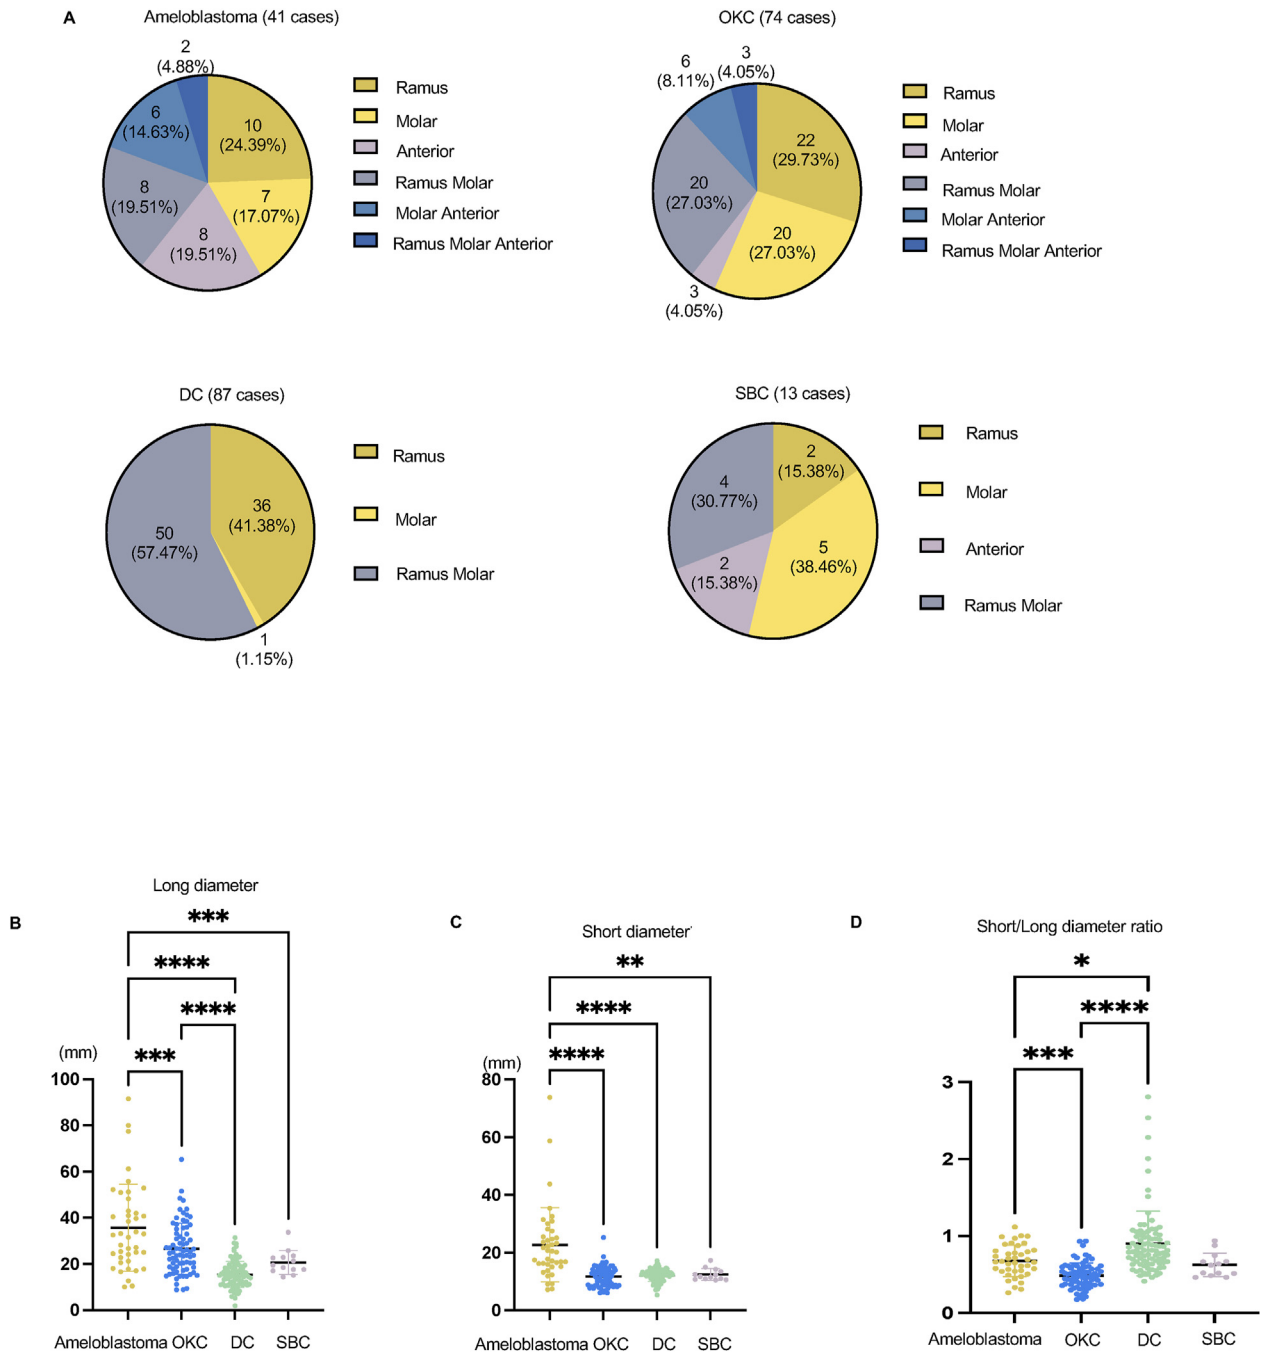 A
Ameloblastoma (41 cases)
2
(4.88%)
6
(14.63%)
10
(24.39%)
8
(19.51%)
7
(17.07%)
8
(19.51%)
Ramus
Molar
Anterior
Ramus Molar
Molar Anterior
Ramus Molar Anterior
OKC (74 cases)
6
(8.11%)
3
(4.05%)
22
(29.73%)
20
(27.03%)
20
(27.03%)
3
(4.05%)
Ramus
Molar
Anterior
Ramus Molar
Molar Anterior
Ramus Molar Anterior
DC (87 cases)
36
(41.38%)
50
(57.47%)
1
(1.15%)
Ramus
Molar
Ramus Molar
SBC (13 cases)
2
(15.38%)
4
(30.77%)
5
(38.46%)
2
(15.38%)
Ramus
Molar
Anterior
Ramus Molar
B
Long diameter
***
****
****
***
(mm)
100
80
60
40
20
0
Ameloblastoma OKC DC SBC
C
Short diameter
**
****
****
(mm)
80
60
40
20
0
Ameloblastoma OKC DC SBC
D
Short/Long diameter ratio
*
****
***
3
2
1
0
Ameloblastoma OKC DC SBC